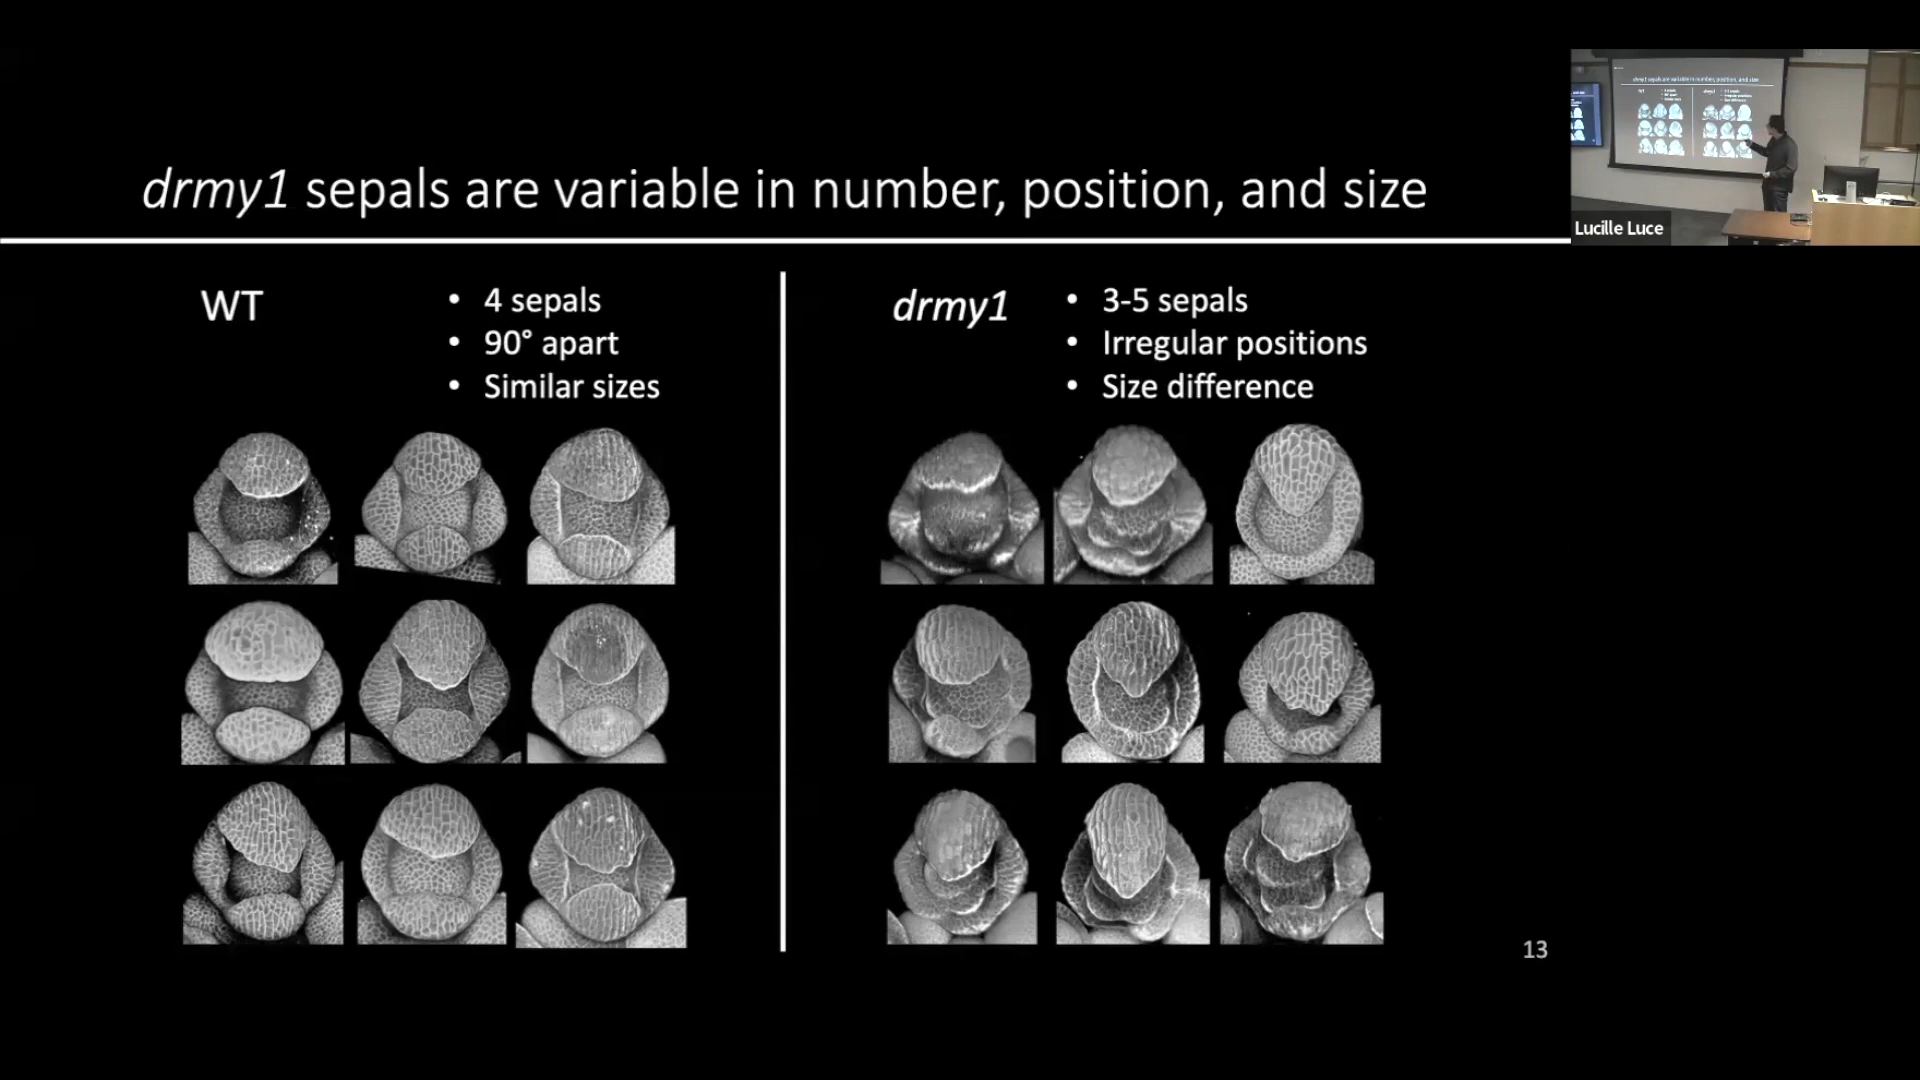 drmy1 sepals are variable in number, position, and size
Lucille Luce
WT
• 4 sepals
• 90° apart
• Similar sizes
drmy1
• 3-5 sepals
• Irregular positions
• Size difference
13